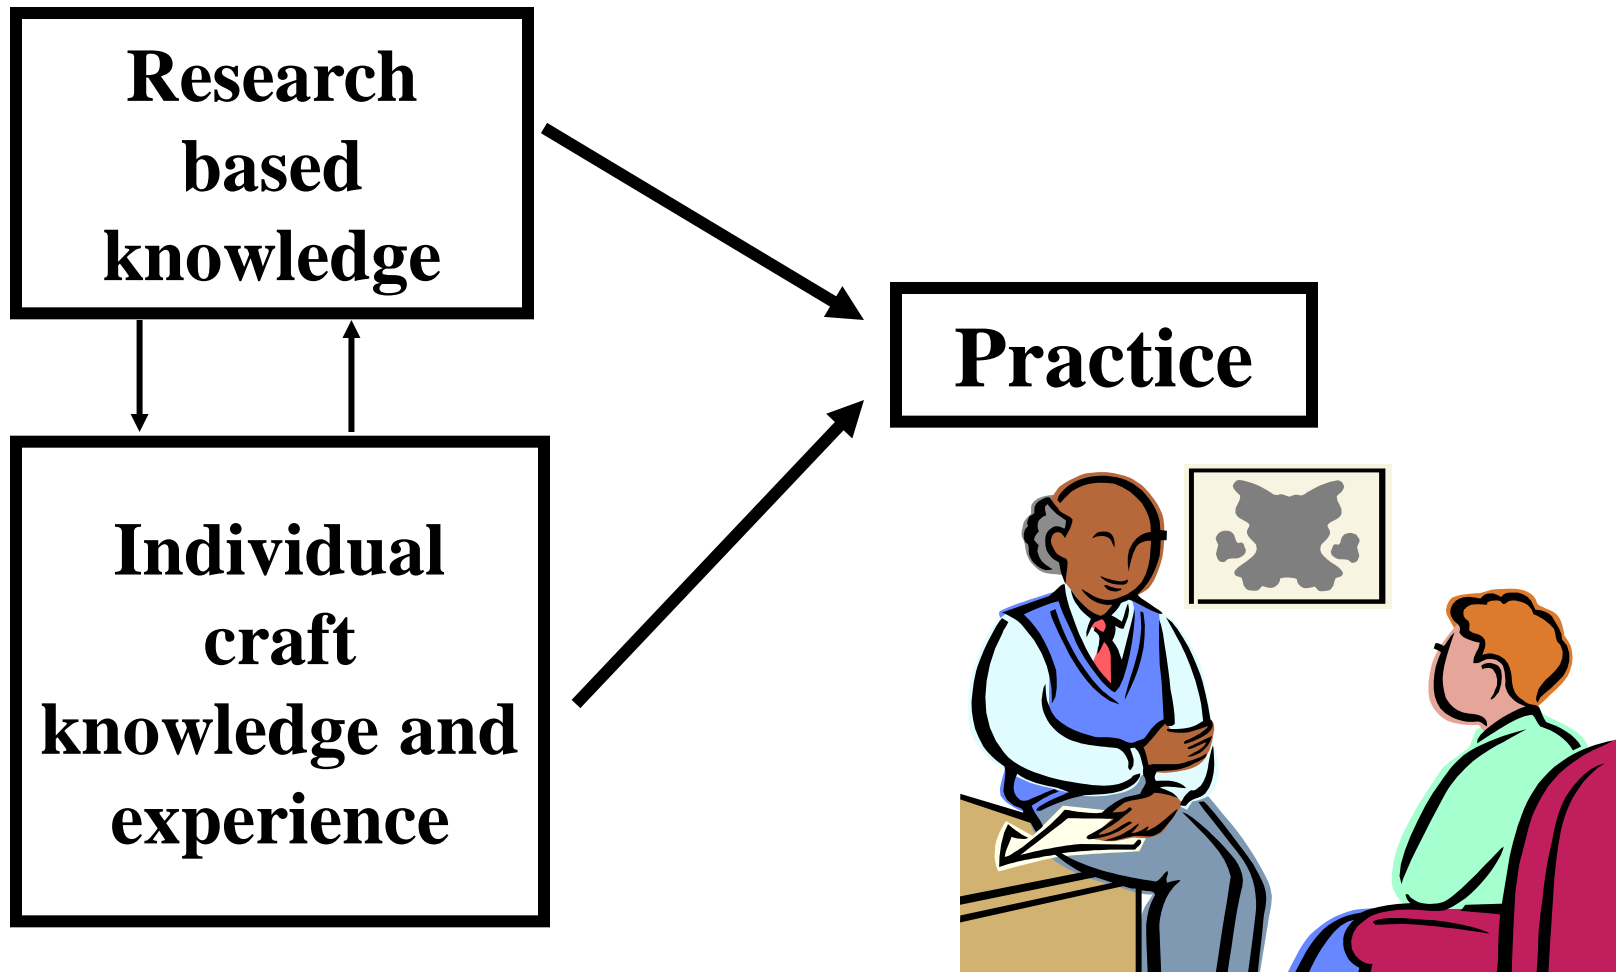 Research
based
knowledge
Practice
Individual
craft
knowledge and
experience